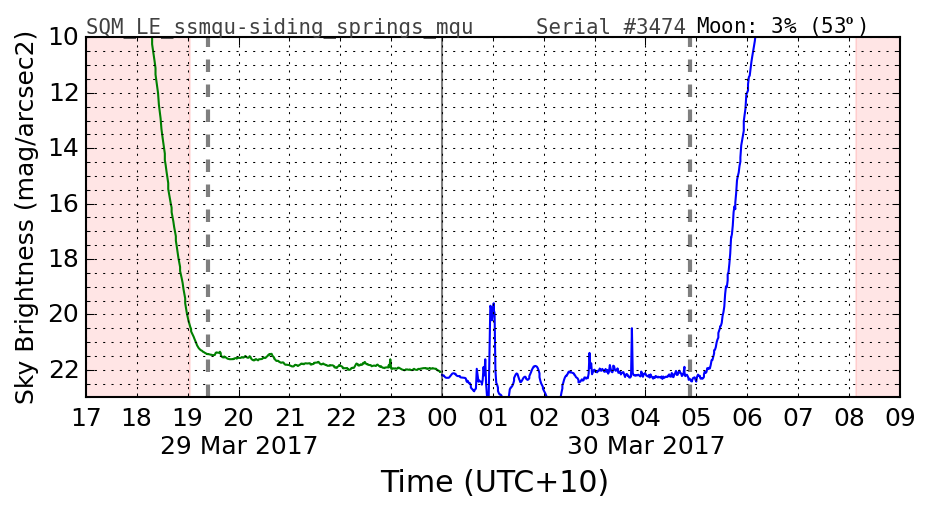 SQM_LE_ssmqu-siding_springs_mqu Serial #3474 Moon: 3% (53°)
Sky Brightness (mag/arcsec2)
10
12
14
16
18
20
22
17 18 19 20 21 22 23 00 01 02 03 04 05 06 07 08 09
29 Mar 2017 30 Mar 2017
Time (UTC+10)